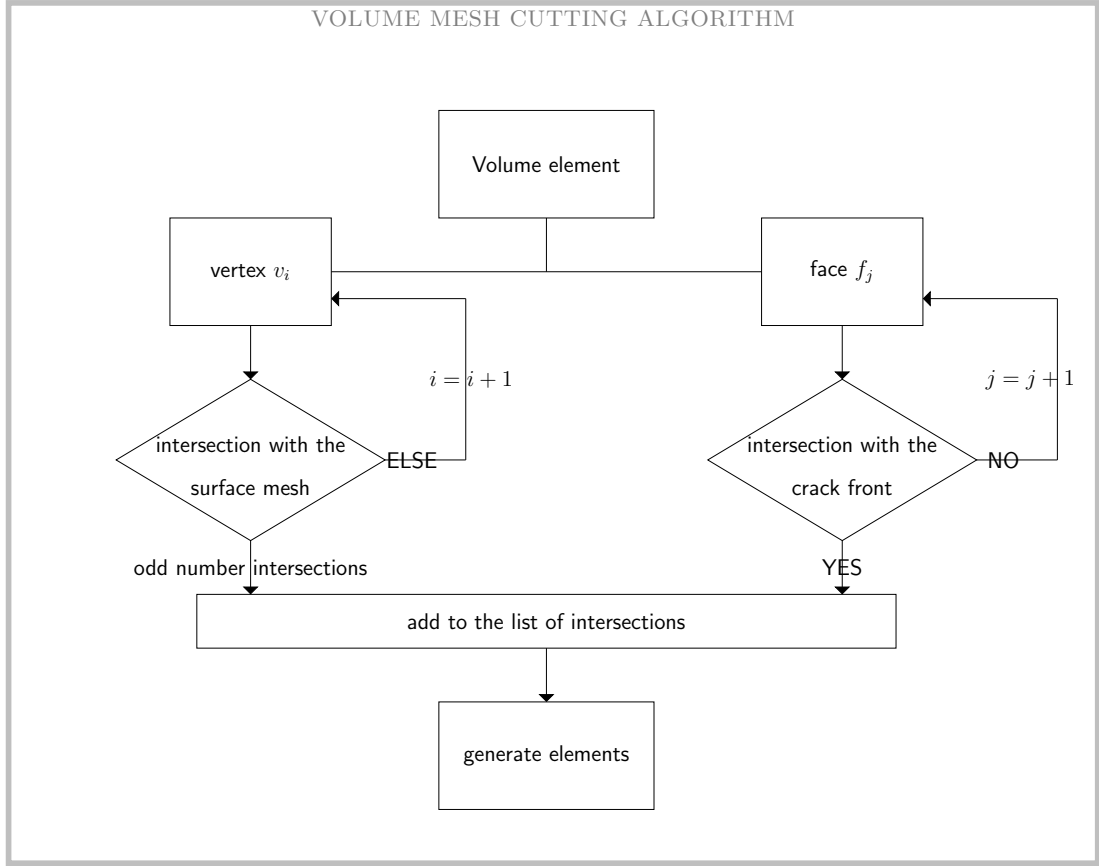 VOLUME MESH CUTTING ALGORITHM
Volume element
vertex v_i
face f_j
i = i + 1
j = j + 1
intersection with the
surface mesh
ELSE
intersection with the
crack front
NO
odd number intersections
YES
add to the list of intersections
generate elements